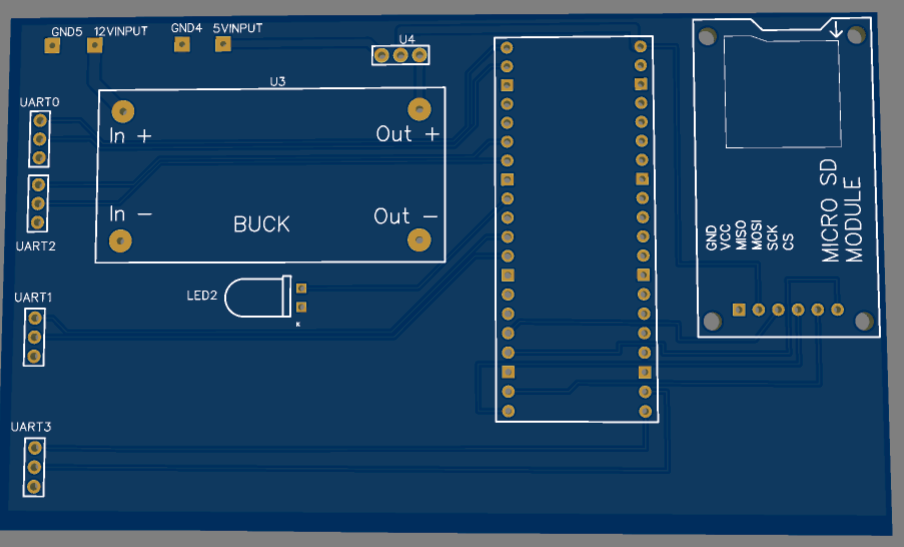 GND5 12VINPUT GND4 5VINPUT
U4
U3
UART0
In +
Out +
In -
Out -
BUCK
UART2
LED2
K
UART1
UART3
GND
VCC
MISO
MOSI
SCK
CS
MICRO SD
MODULE